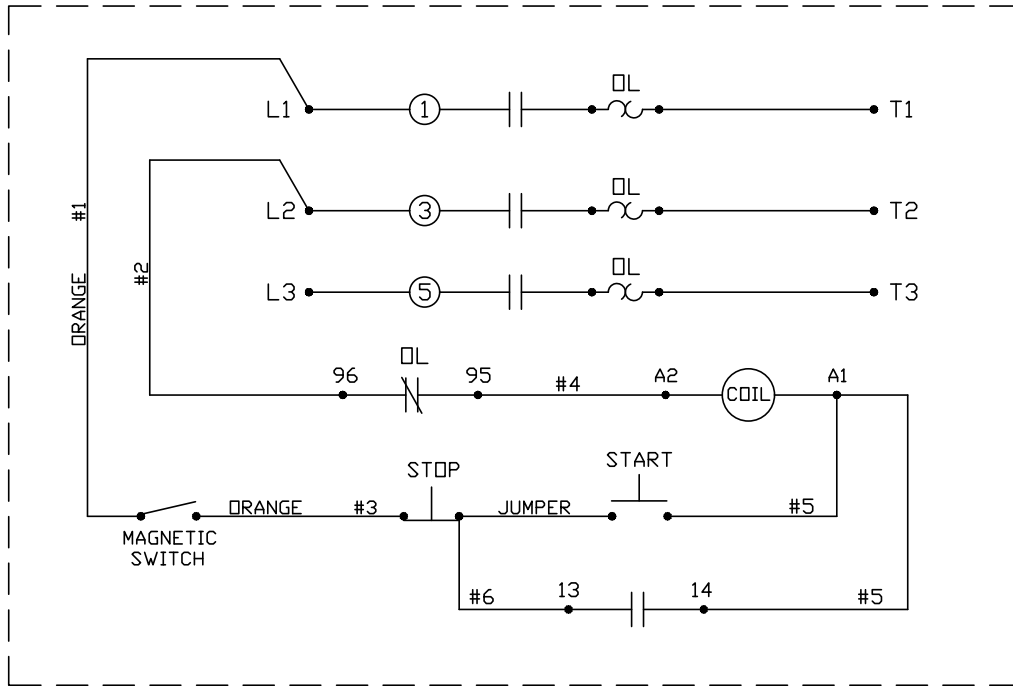 OL
L1 1 T1
OL
#1 L2 3 T2
#2 OL
ORANGE L3 5 T3
OL
96 95 #4 A2 COIL A1
STOP START
ORANGE #3 JUMPER #5
MAGNETIC
SWITCH
#6 13 14 #5